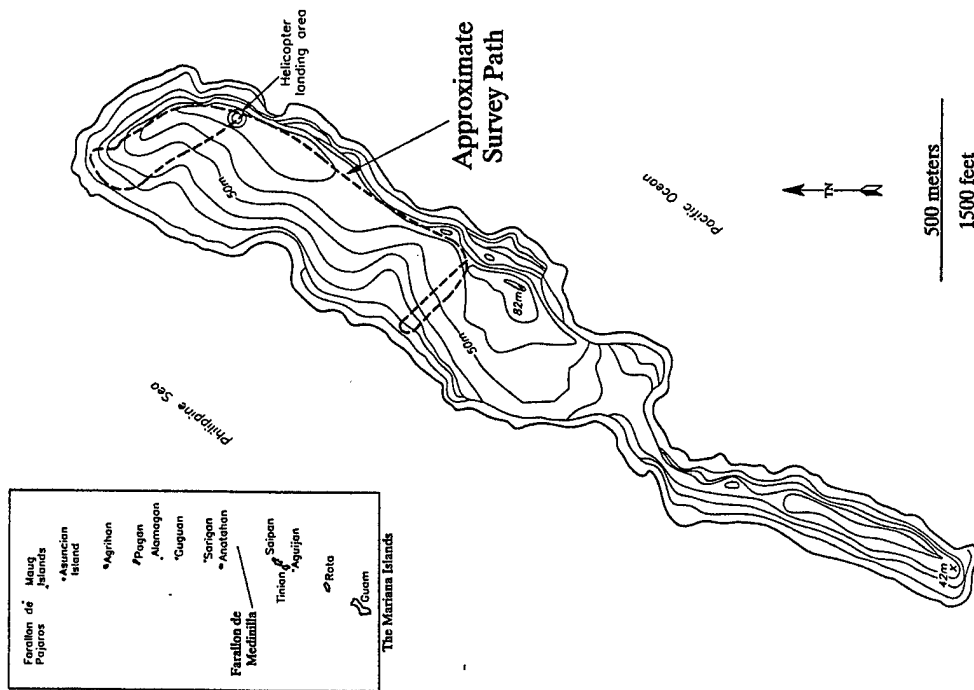 Farallon de
Pajaros
Maug
Islands
Asuncian
Island
Agrihan
Pagan
Alamagan
Guguan
Sarigan
Anatahan
Farallon de
Medinilla
Tinian
Saipan
Aguijan
Rota
Guam
The Mariana Islands
Philippine Sea
Helicopter
landing area
50m
Approximate
Survey Path
Pacific Ocean
TN
82m
50m
500 meters
1500 feet
42m
x